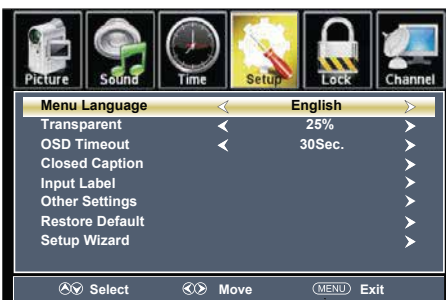 Picture Sound Time Setup Lock Channel
Menu Language English
Transparent 25%
OSD Timeout 30Sec.
Closed Caption
Input Label
Other Settings
Restore Default
Setup Wizard
Select Move MENU Exit